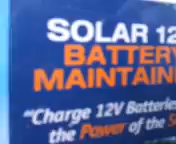 SOLAR 12
BATTERY
MAINTAIN
"Charge 12V Batteries
the Power of the S